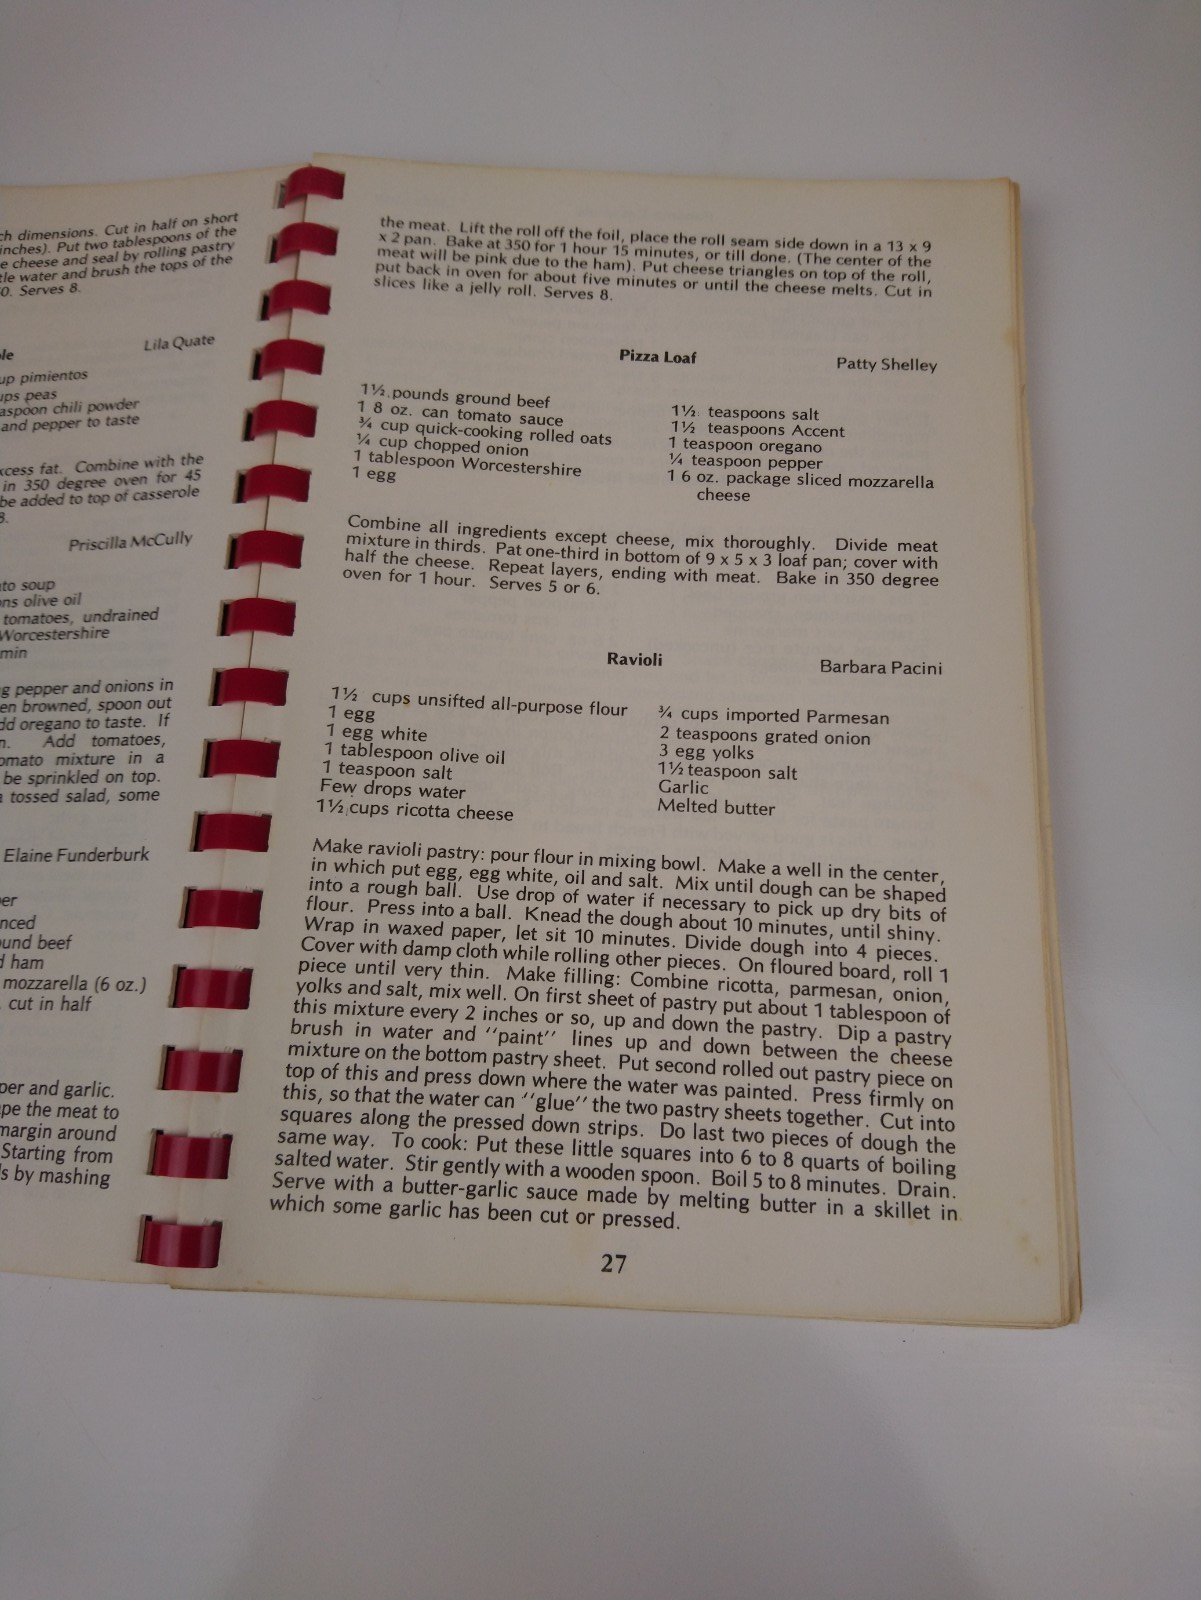 ch dimensions. Cut in half on short
inches). Put two tablespoons of the
e cheese and seal by rolling pastry
tle water and brush the tops of the
0. Serves 8.
Lila Quate
up pimientos
ups peas
aspoon chili powder
and pepper to taste
xcess fat. Combine with the
in 350 degree oven for 45
be added to top of casserole
8.
Priscilla McCully
to soup
ns olive oil
tomatoes, undrained
Worcestershire
min
g pepper and onions in
en browned, spoon out
dd oregano to taste. If
n. Add tomatoes,
omato mixture in a
be sprinkled on top.
a tossed salad, some
Elaine Funderburk
per
nced
und beef
d ham
mozzarella (6 oz.)
cut in half
per and garlic.
pe the meat to
margin around
Starting from
s by mashing
the meat. Lift the roll off the foil, place the roll seam side down in a 13 x 9
x 2 pan. Bake at 350 for 1 hour 15 minutes, or till done. (The center of the
meat will be pink due to the ham). Put cheese triangles on top of the roll,
put back in oven for about five minutes or until the cheese melts. Cut in
slices like a jelly roll. Serves 8.
Pizza Loaf
Patty Shelley
1½ pounds ground beef
1 8 oz. can tomato sauce
¾ cup quick-cooking rolled oats
¼ cup chopped onion
1 tablespoon Worcestershire
1 egg
1½ teaspoons salt
1½ teaspoons Accent
1 teaspoon oregano
¼ teaspoon pepper
1 6 oz. package sliced mozzarella
cheese
Combine all ingredients except cheese, mix thoroughly. Divide meat
mixture in thirds. Pat one-third in bottom of 9 x 5 x 3 loaf pan; cover with
half the cheese. Repeat layers, ending with meat. Bake in 350 degree
oven for 1 hour. Serves 5 or 6.
Ravioli
Barbara Pacini
1½ cups unsifted all-purpose flour
1 egg
1 egg white
1 tablespoon olive oil
1 teaspoon salt
Few drops water
1½ cups ricotta cheese
¾ cups imported Parmesan
2 teaspoons grated onion
3 egg yolks
1½ teaspoon salt
Garlic
Melted butter
Make ravioli pastry: pour flour in mixing bowl. Make a well in the center,
in which put egg, egg white, oil and salt. Mix until dough can be shaped
into a rough ball. Use drop of water if necessary to pick up dry bits of
flour. Press into a ball. Knead the dough about 10 minutes, until shiny.
Wrap in waxed paper, let sit 10 minutes. Divide dough into 4 pieces.
Cover with damp cloth while rolling other pieces. On floured board, roll 1
piece until very thin. Make filling: Combine ricotta, parmesan, onion,
yolks and salt, mix well. On first sheet of pastry put about 1 tablespoon of
this mixture every 2 inches or so, up and down the pastry. Dip a pastry
brush in water and "paint" lines up and down between the cheese
mixture on the bottom pastry sheet. Put second rolled out pastry piece on
top of this and press down where the water was painted. Press firmly on
this, so that the water can "glue" the two pastry sheets together. Cut into
squares along the pressed down strips. Do last two pieces of dough the
same way. To cook: Put these little squares into 6 to 8 quarts of boiling
salted water. Stir gently with a wooden spoon. Boil 5 to 8 minutes. Drain.
Serve with a butter-garlic sauce made by melting butter in a skillet in
which some garlic has been cut or pressed.
27